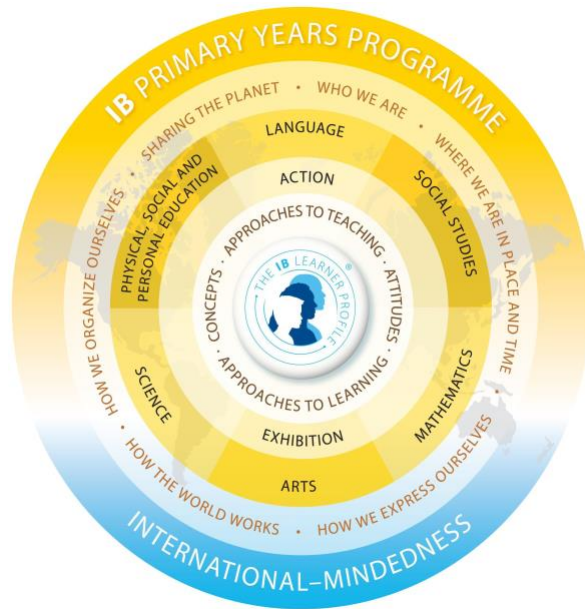 IB PRIMARY YEARS PROGRAMME
SHARING THE PLANET • WHO WE ARE • WHERE WE ARE IN PLACE AND TIME •
HOW WE EXPRESS OURSELVES • HOW THE WORLD WORKS • HOW WE ORGANIZE OURSELVES •
LANGUAGE
SOCIAL STUDIES
MATHEMATICS
ARTS
SCIENCE
PHYSICAL, SOCIAL AND
PERSONAL EDUCATION
ACTION
EXHIBITION
CONCEPTS · APPROACHES TO TEACHING · ATTITUDES ·
APPROACHES TO LEARNING ·
THE IB LEARNER PROFILE ®
INTERNATIONAL–MINDEDNESS